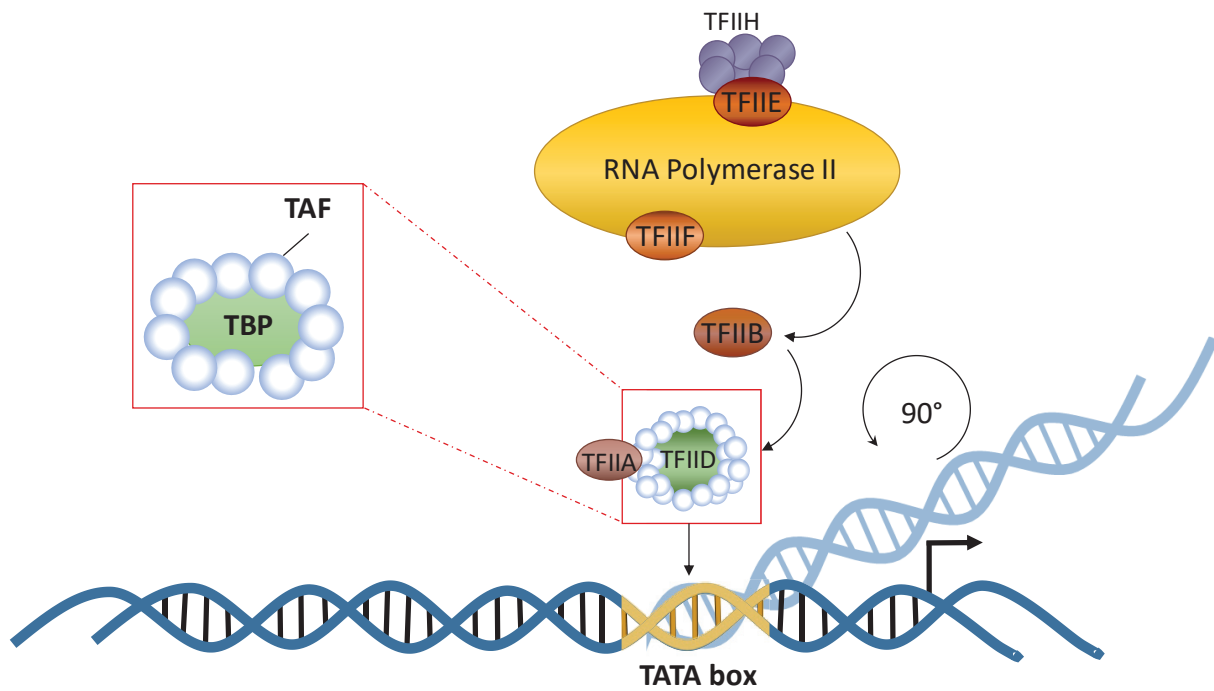 TFIIH
TFIIE
RNA Polymerase II
TAF
TFIIF
TBP
TFIIB
90°
TFIIA
TFIID
TATA box